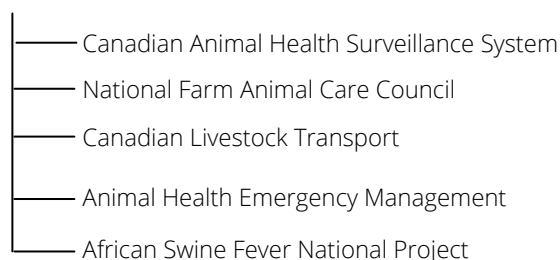 Canadian Animal Health Surveillance System
National Farm Animal Care Council
Canadian Livestock Transport
Animal Health Emergency Management
African Swine Fever National Project